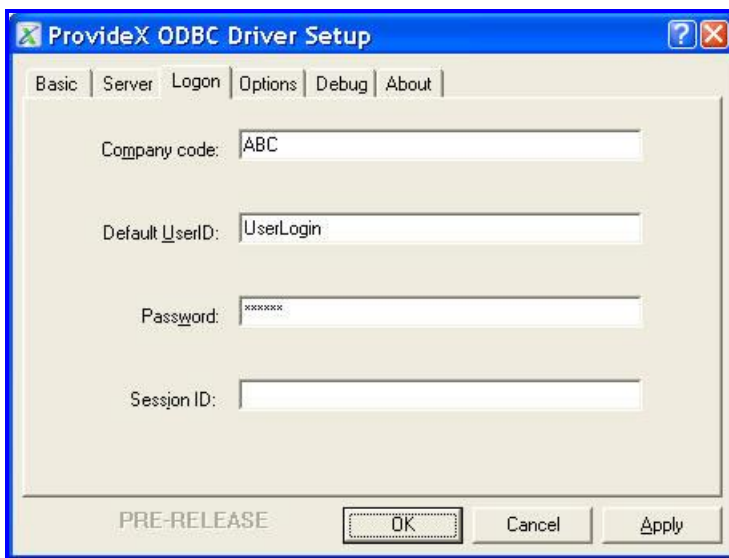 ProvideX ODBC Driver Setup
Basic Server Logon Options Debug About
Company code: ABC
Default UserID: UserLogin
Password: ××××××
Session ID:
PRE-RELEASE OK Cancel Apply